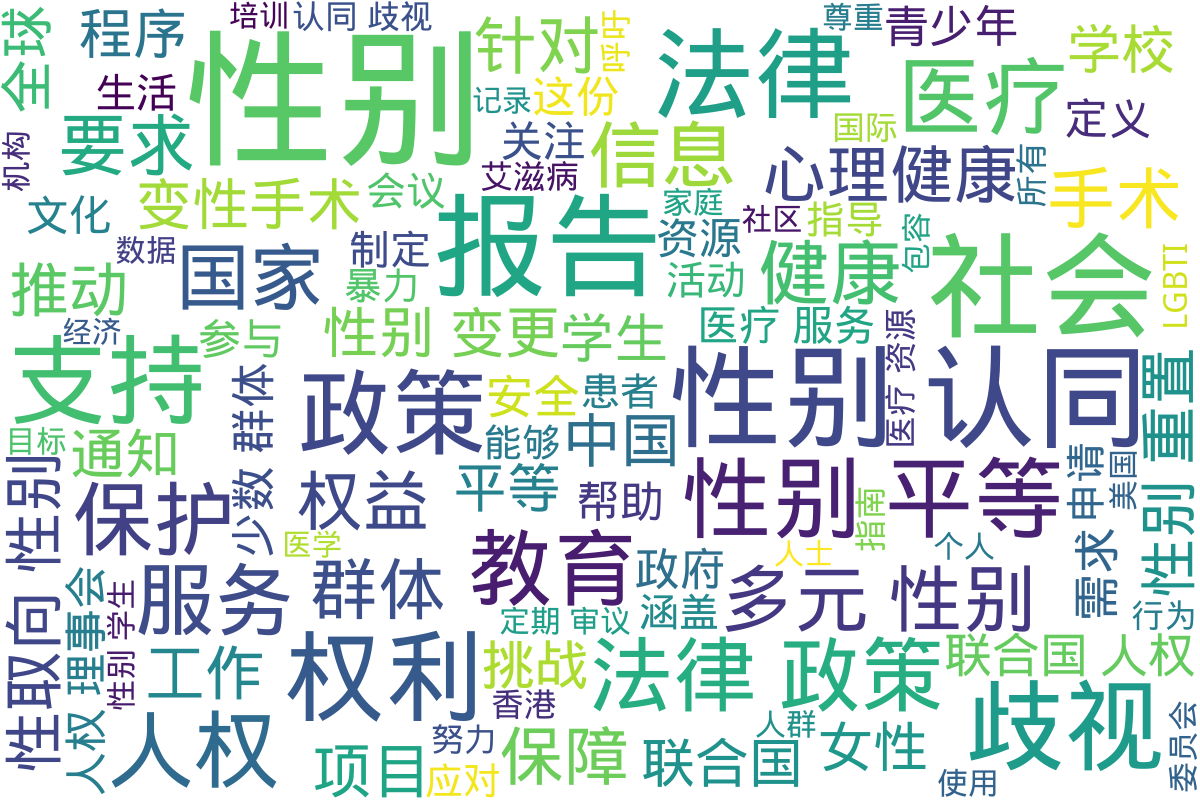 全球
程序
培训
认同 歧视
性别
针对
呼吁
法律
尊重
青少年
学校
生活
记录
这份
医疗
定义
要求
关注
信息
国际
机构
艾滋病
心理健康
所有
手术
文化
变性手术
会议
家庭
社区
指导
数据
国家
制定
报告
资源
包容
推动
暴力
活动
健康
社会
LGBTI
经济
参与
性别 变更
学生
医疗 服务
医疗 资源
支持
政策
安全
患者
性别 认同
性别 重置
目标
通知
少数 群体
能够
中国
申请
美国
性取向 性别
保护
权益
平等
帮助
性别 平等
指南
需求
医学
教育
政府
人士
个人
人权 理事会
学生 性别
服务
群体
定期 审议
涵盖
多元 性别
行为
工作
权利
挑战
法律 政策
联合国 人权
香港
歧视
人权
项目
努力
应对
保障
联合国
人群
女性
使用
委员会